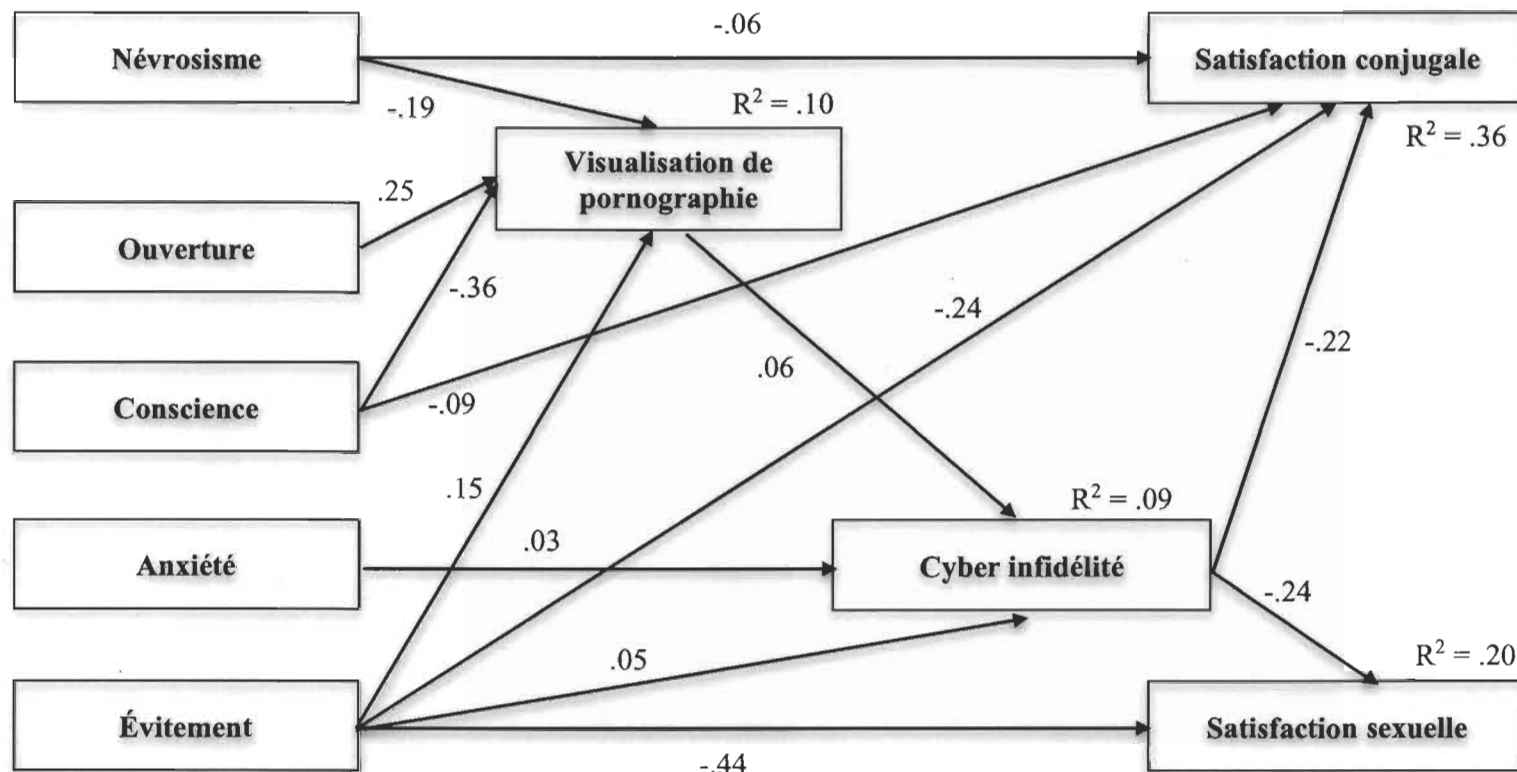 -.06
Névrosisme
Satisfaction conjugale
-.19
R² = .10
R² = .36
Visualisation de
pornographie
.25
Ouverture
-.36
-.24
-.22
.06
Conscience
-.09
.15
R² = .09
.03
Anxiété
Cyber infidélité
-.24
.05
R² = .20
Évitement
Satisfaction sexuelle
-.44